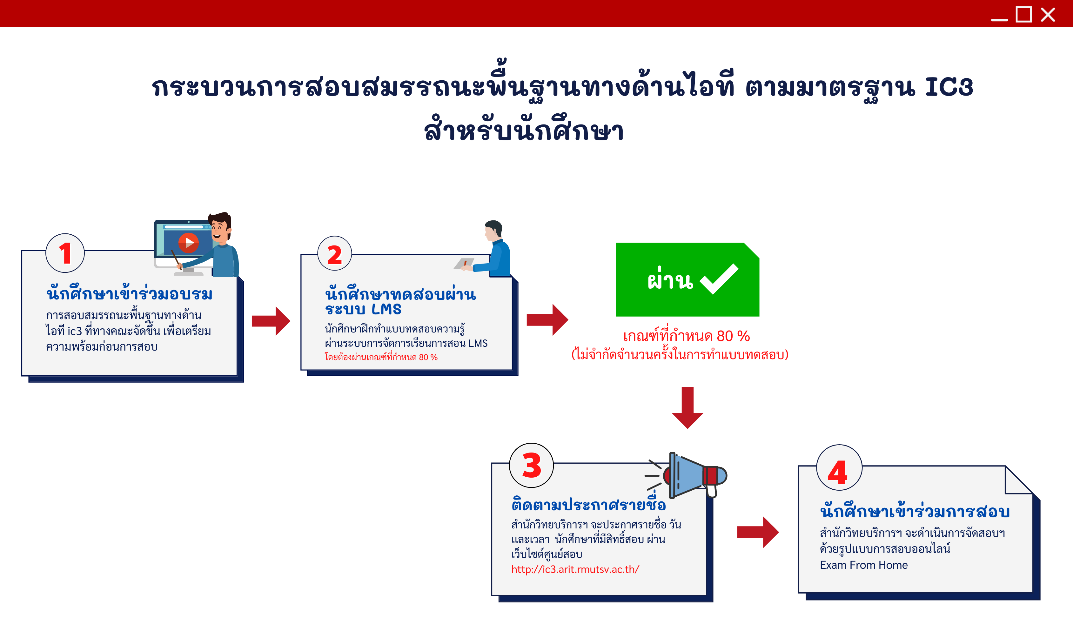 กระบวนการสอบสมรรถนะพื้นฐานทางด้านไอที ตามมาตรฐาน IC3
สำหรับนักศึกษา
1
นักศึกษาเข้าร่วมอบรม
การสอบสมรรถนะพื้นฐานทางด้าน
ไอที ic3 ที่ทางคณะจัดขึ้น เพื่อเตรียม
ความพร้อมก่อนการสอบ
2
นักศึกษาทดสอบผ่าน
ระบบ LMS
นักศึกษาฝึกทำแบบทดสอบความรู้
ผ่านระบบการจัดการเรียนการสอน LMS
โดยต้องผ่านเกณฑ์ที่กำหนด 80 %
ผ่าน
เกณฑ์ที่กำหนด 80 %
(ไม่จำกัดจำนวนครั้งในการทำแบบทดสอบ)
3
ติดตามประกาศรายชื่อ
สำนักวิทยบริการฯ จะประกาศรายชื่อ วัน
และเวลา นักศึกษาที่มีสิทธิ์สอบ ผ่าน
เว็บไซต์ศูนย์สอบ
http://ic3.arit.rmutsv.ac.th/
4
นักศึกษาเข้าร่วมการสอบ
สำนักวิทยบริการฯ จะดำเนินการจัดสอบฯ
ด้วยรูปแบบการสอบออนไลน์
Exam From Home